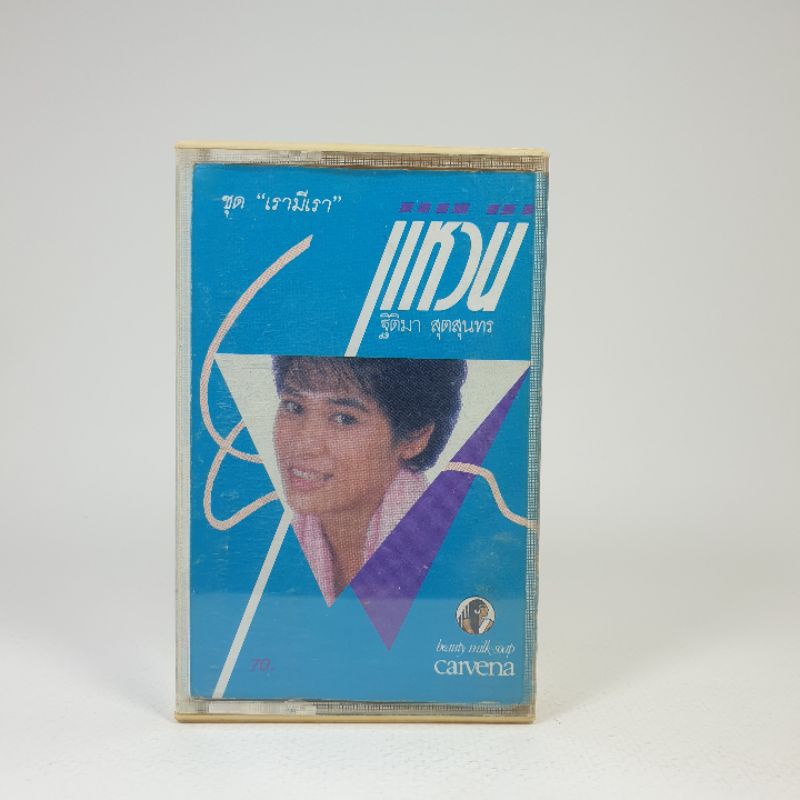 ชุด "เรามีเรา"
แหวน
ฐิติมา สุตสุนทร
beauty milk soap
carvena
70.